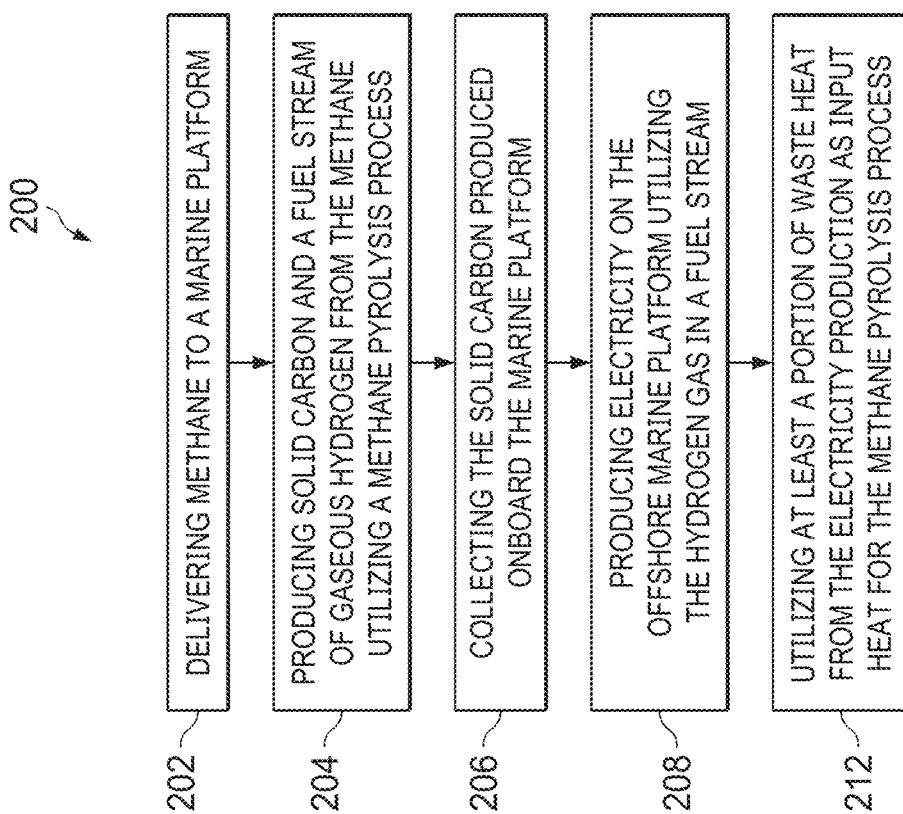 200
202
DELIVERING METHANE TO A MARINE PLATFORM
204
PRODUCING SOLID CARBON AND A FUEL STREAM
OF GASEOUS HYDROGEN FROM THE METHANE
UTILIZING A METHANE PYROLYSIS PROCESS
206
COLLECTING THE SOLID CARBON PRODUCED
ONBOARD THE MARINE PLATFORM
208
PRODUCING ELECTRICITY ON THE
OFFSHORE MARINE PLATFORM UTILIZING
THE HYDROGEN GAS IN A FUEL STREAM
212
UTILIZING AT LEAST A PORTION OF WASTE HEAT
FROM THE ELECTRICITY PRODUCTION AS INPUT
HEAT FOR THE METHANE PYROLYSIS PROCESS